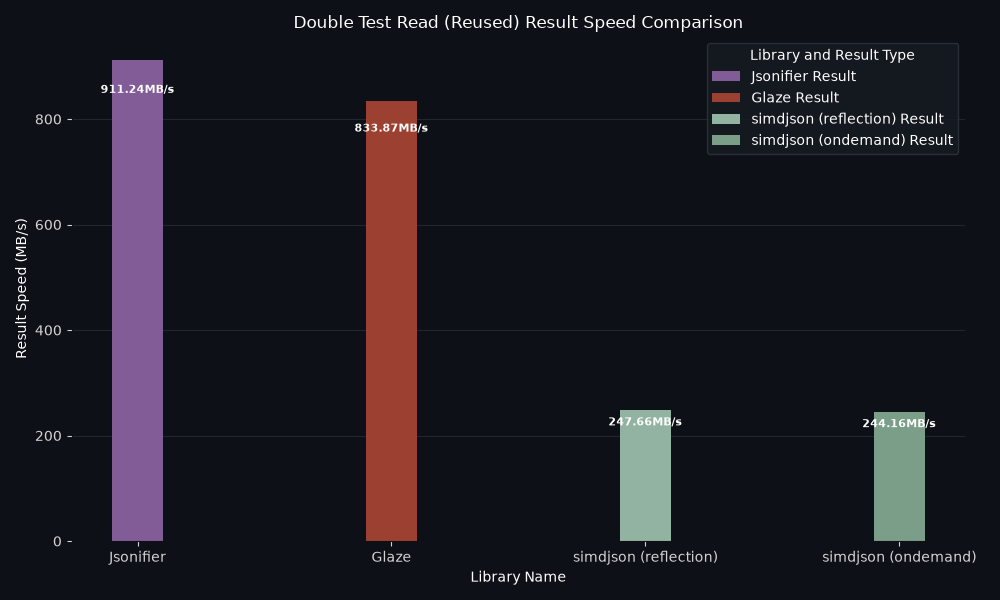 Double Test Read (Reused) Result Speed Comparison
Library and Result Type
Jsonifier Result
Glaze Result
simdjson (reflection) Result
simdjson (ondemand) Result
911.24MB/s
833.87MB/s
247.66MB/s
244.16MB/s
Result Speed (MB/s)
800
600
400
200
0
Jsonifier
Glaze
simdjson (reflection)
simdjson (ondemand)
Library Name